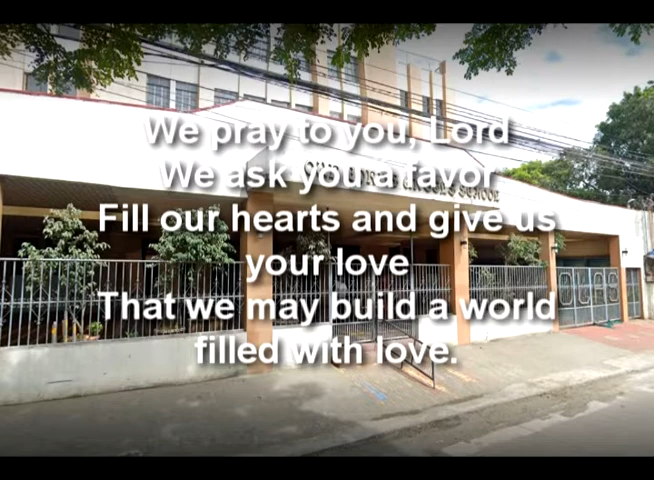 We pray to you, Lord
We ask you a favor
SCHOOL
Fill our hearts and give us
your love
That we may build a world
filled with love.